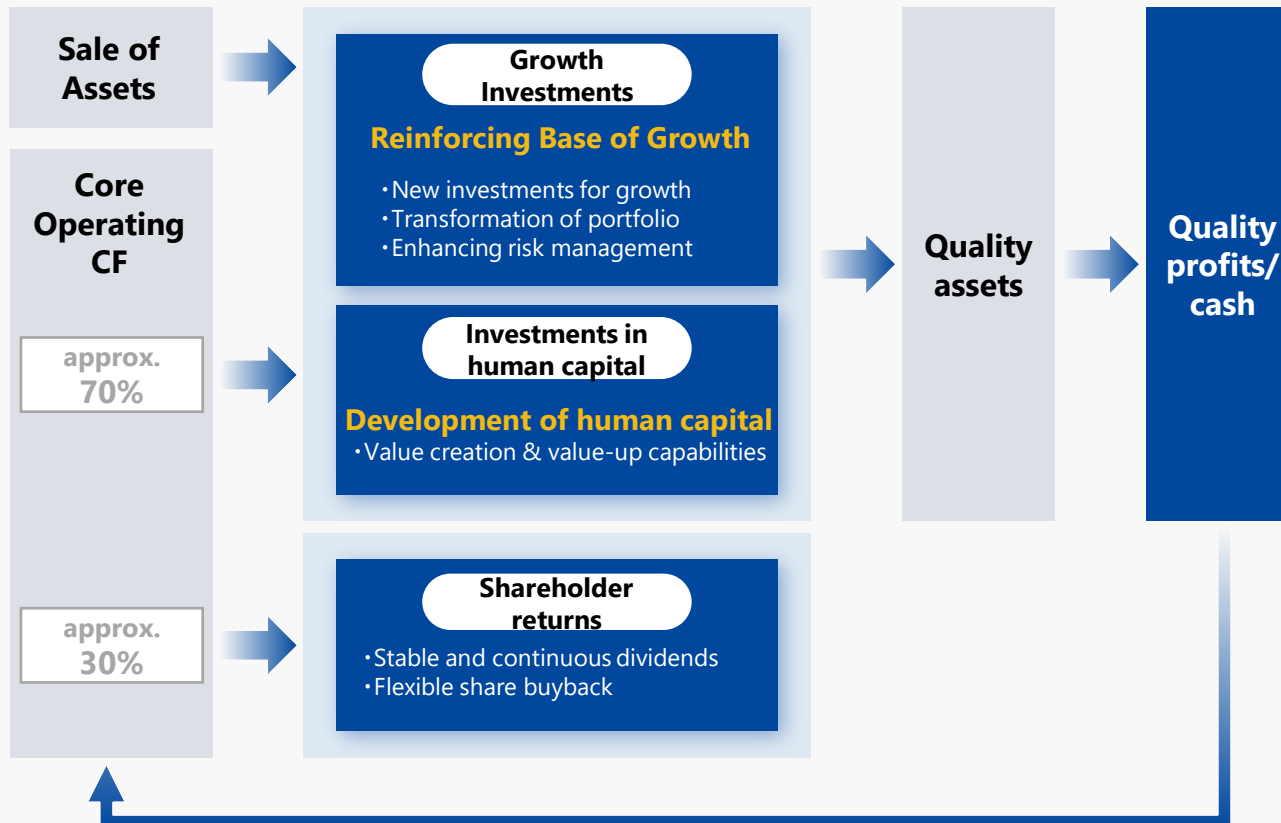 Sale of
Assets
Core
Operating
CF
approx.
70%
approx.
30%
Growth
Investments
Reinforcing Base of Growth
・New investments for growth
・Transformation of portfolio
・Enhancing risk management
Investments in
human capital
Development of human capital
・Value creation & value-up capabilities
Shareholder
returns
・Stable and continuous dividends
・Flexible share buyback
Quality
assets
Quality
profits/
cash